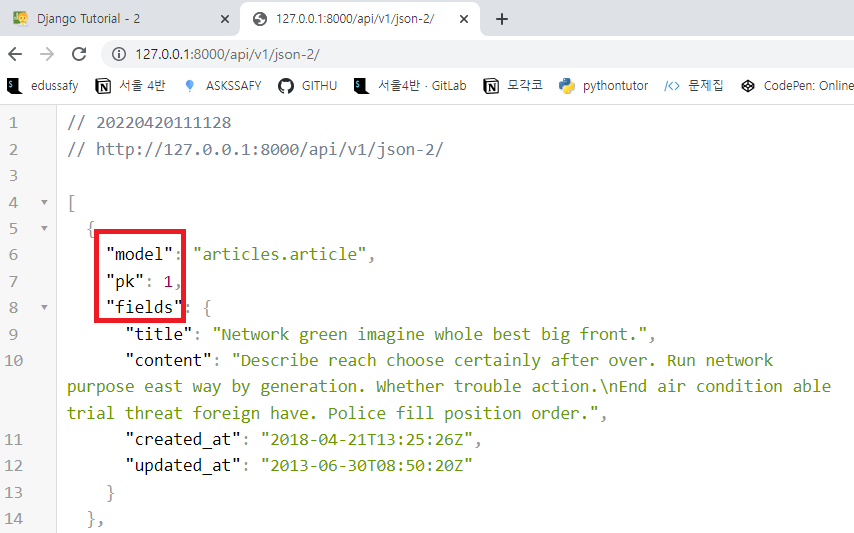 Django Tutorial - 2
127.0.0.1:8000/api/v1/json-2/
127.0.0.1:8000/api/v1/json-2/
edussafy 서울 4반 ASKSSAFY GITHU 서울4반 · GitLab 모각코 pythontutor 문제집 CodePen: Online
1 // 20220420111128
2 // http://127.0.0.1:8000/api/v1/json-2/
3
4 [
5 {
6 "model": "articles.article",
7 "pk": 1,
8 "fields": {
9 "title": "Network green imagine whole best big front.",
10 "content": "Describe reach choose certainly after over. Run network
purpose east way by generation. Whether trouble action.\nEnd air condition able
trial threat foreign have. Police fill position order.",
11 "created_at": "2018-04-21T13:25:26Z",
12 "updated_at": "2013-06-30T08:50:20Z"
13 }
14 },